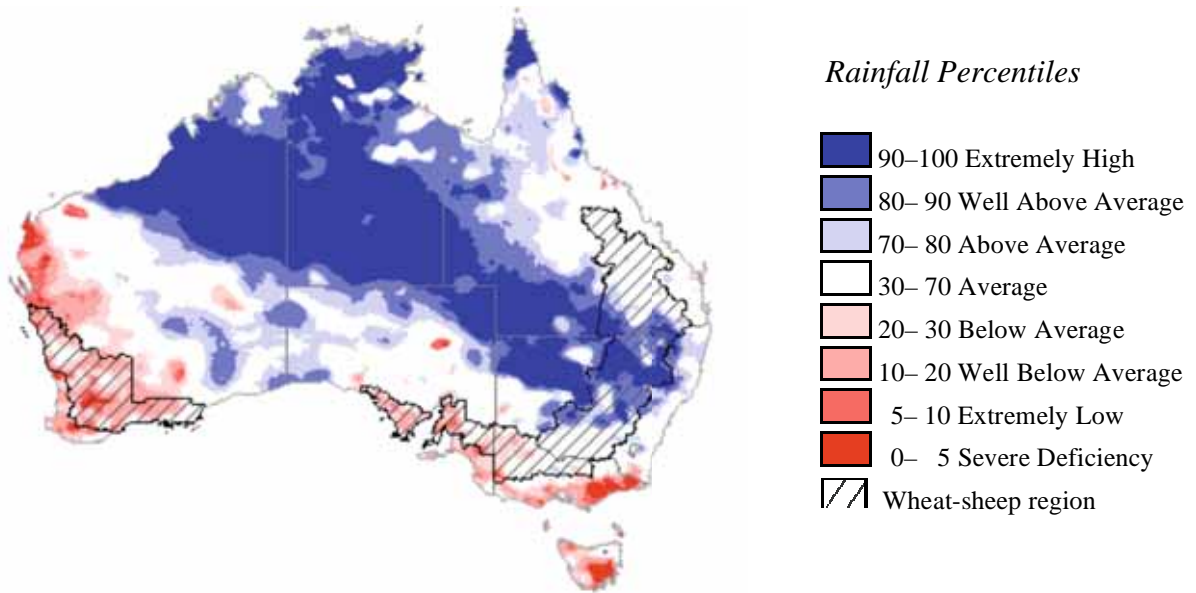 Rainfall Percentiles
90–100 Extremely High
80– 90 Well Above Average
70– 80 Above Average
30– 70 Average
20– 30 Below Average
10– 20 Well Below Average
5– 10 Extremely Low
0– 5 Severe Deficiency
Wheat-sheep region